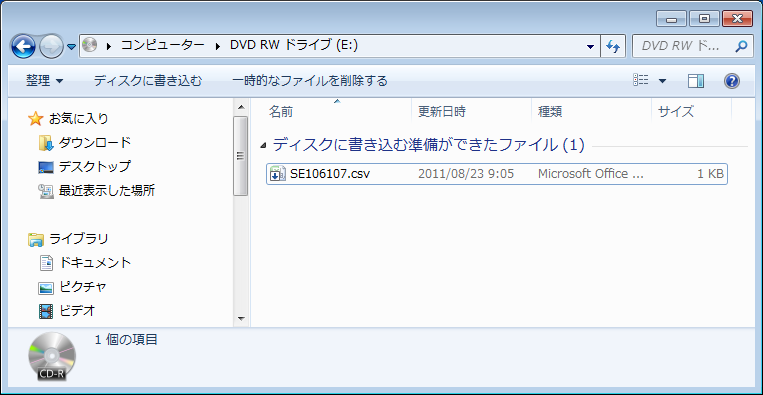 コンピューター ▸ DVD RW ドライブ (E:)
DVD RW ド...
整理 ディスクに書き込む 一時的なファイルを削除する
名前 更新日時 種類 サイズ
お気に入り
ダウンロード
デスクトップ
最近表示した場所
ライブラリ
ドキュメント
ピクチャ
ビデオ
ディスクに書き込む準備ができたファイル (1)
SE106107.csv 2011/08/23 9:05 Microsoft Office ... 1 KB
1 個の項目
CD-R